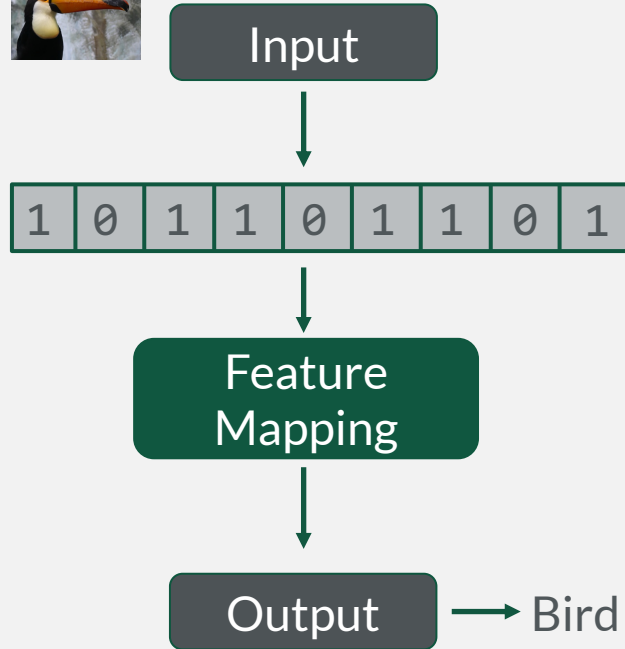 Input
1 0 1 1 0 1 1 0 1
Feature
Mapping
Output
Bird